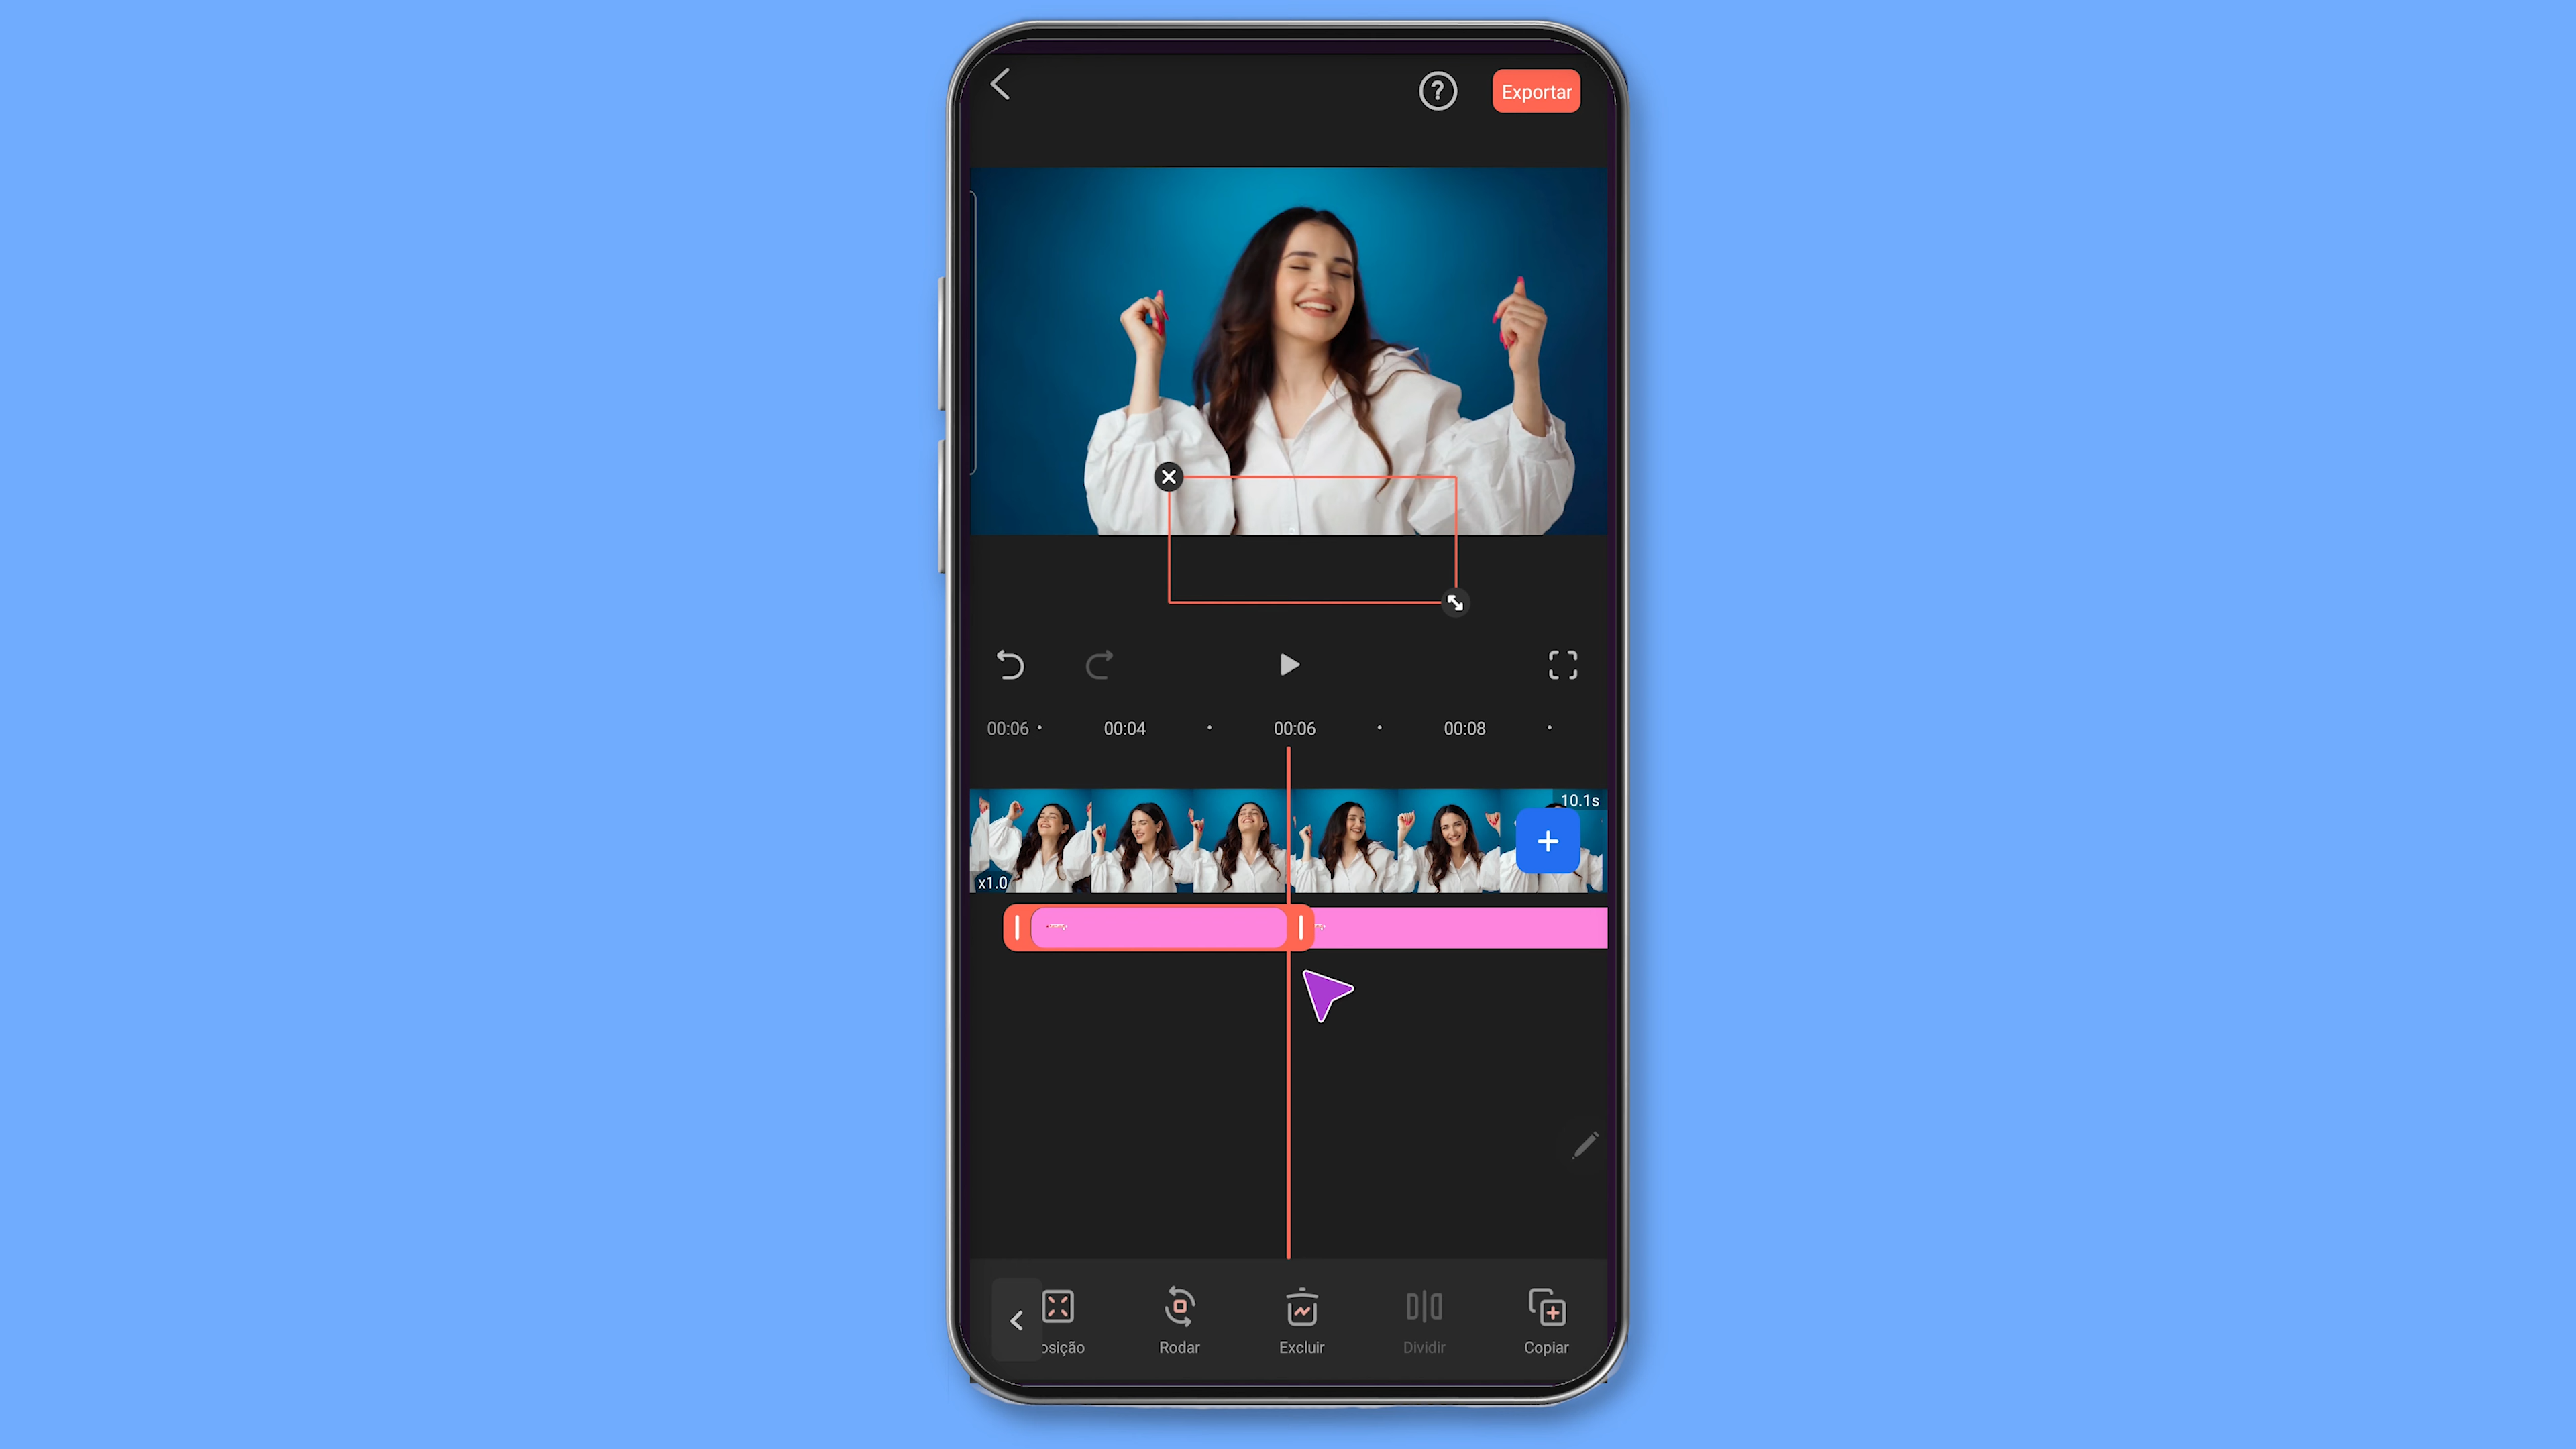 Exportar
00:06
00:04
00:06
00:08
10.1s
x1.0
osição
Rodar
Excluir
Dividir
Copiar